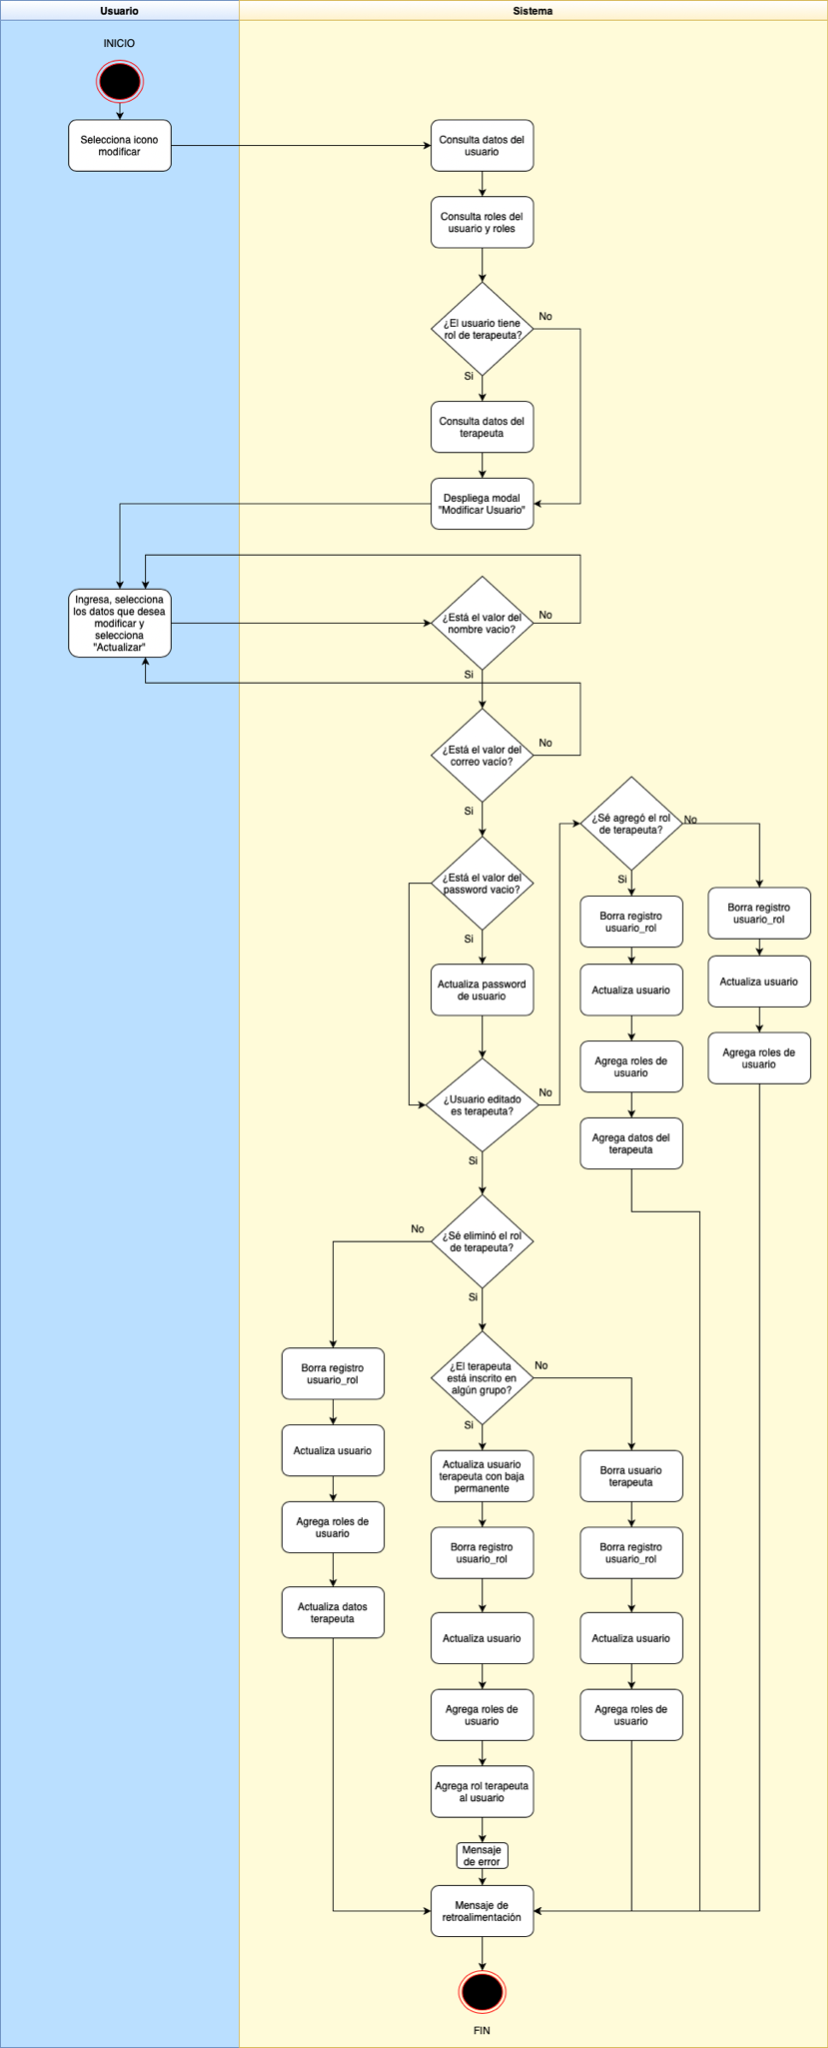 Usuario
Sistema
INICIO
Selecciona icono
modificar
Consulta datos del
usuario
Consulta roles del
usuario y roles
¿El usuario tiene
rol de terapeuta?
No
Si
Consulta datos del
terapeuta
Despliega modal
"Modificar Usuario"
Ingresa, selecciona
los datos que desea
modificar y
selecciona
"Actualizar"
¿Está el valor del
nombre vacio?
No
Si
¿Está el valor del
correo vacío?
No
Si
¿Está el valor del
password vacio?
Si
Actualiza password
de usuario
¿Usuario editado
es terapeuta?
No
Si
¿Sé agregó el rol
de terapeuta?
No
Si
Borra registro
usuario_rol
Actualiza usuario
Agrega roles de
usuario
Agrega datos del
terapeuta
Borra registro
usuario_rol
Actualiza usuario
Agrega roles de
usuario
¿Sé eliminó el rol
de terapeuta?
No
Si
Borra registro
usuario_rol
Actualiza usuario
Agrega roles de
usuario
Actualiza datos
terapeuta
¿El terapeuta
está inscrito en
algún grupo?
No
Si
Actualiza usuario
terapeuta con baja
permanente
Borra registro
usuario_rol
Actualiza usuario
Agrega roles de
usuario
Agrega rol terapeuta
al usuario
Mensaje
de error
Borra usuario
terapeuta
Borra registro
usuario_rol
Actualiza usuario
Agrega roles de
usuario
Mensaje de
retroalimentación
FIN